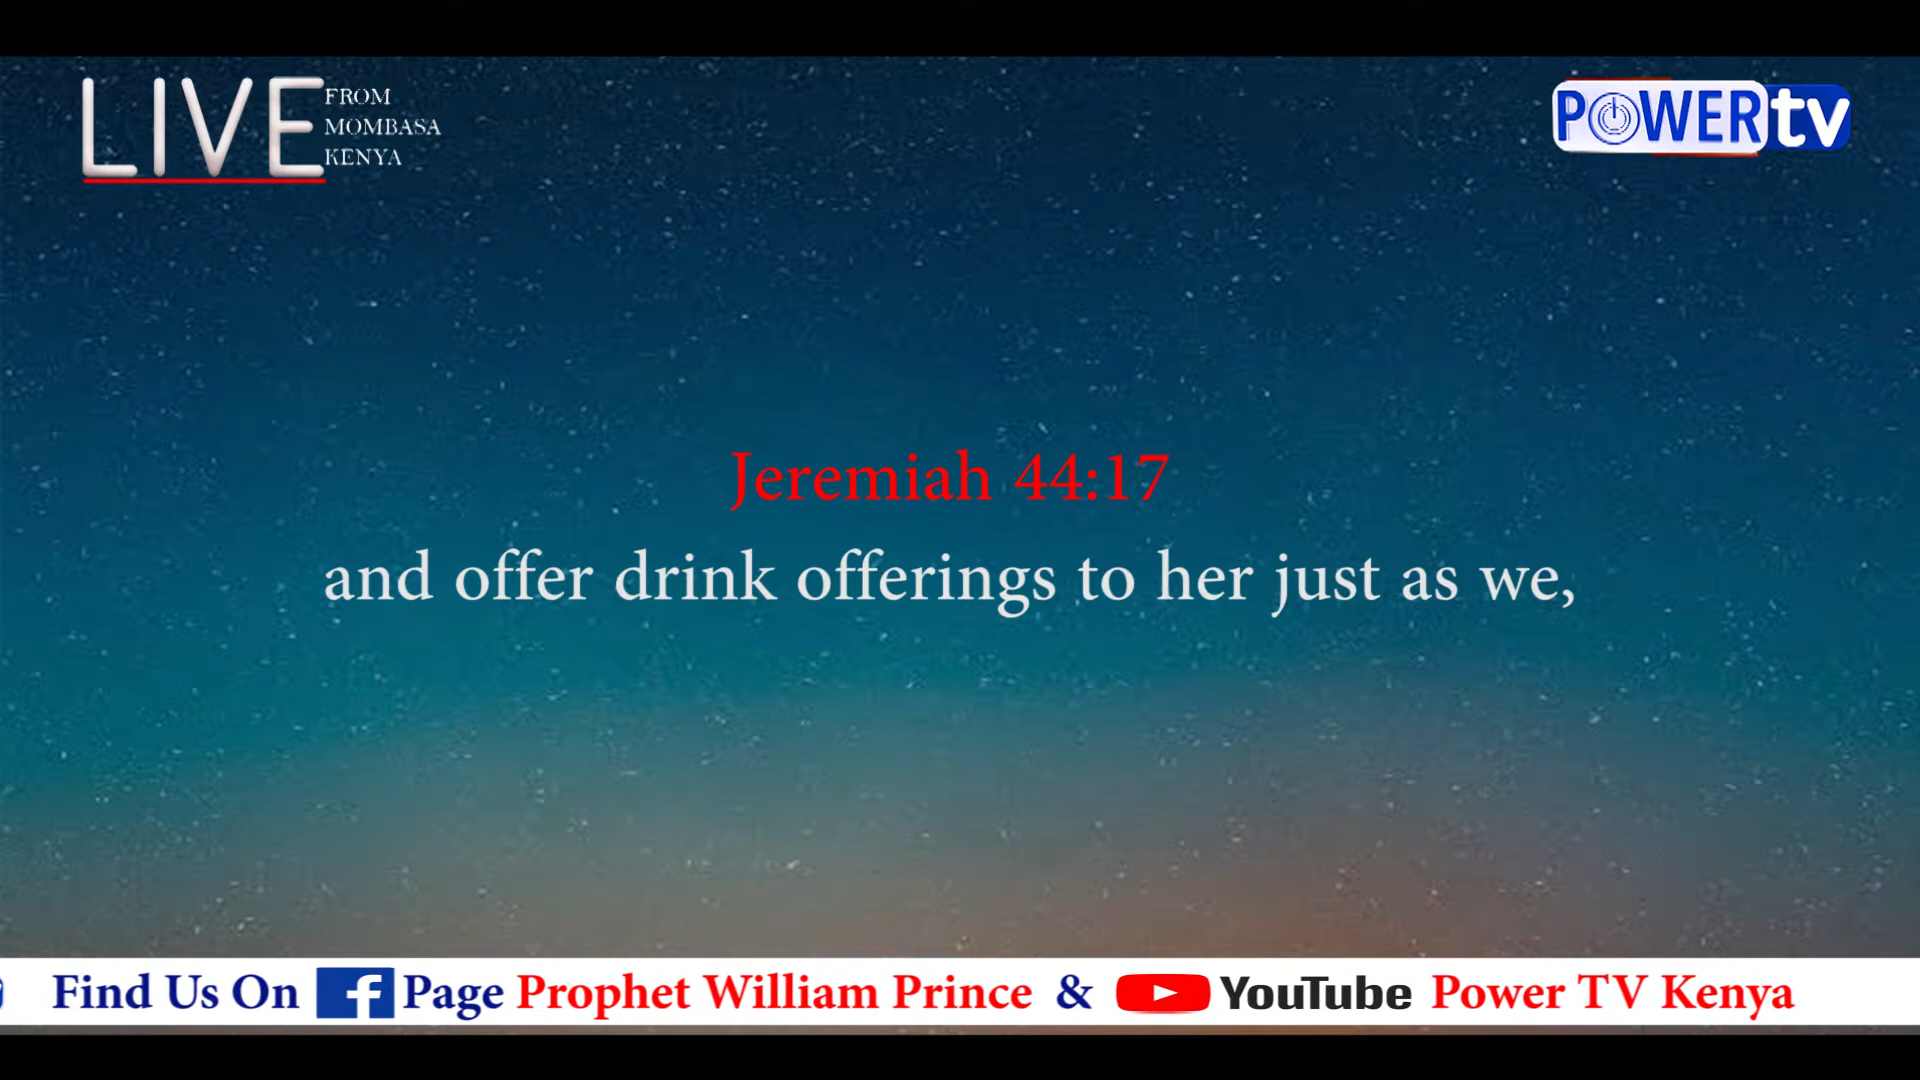 LIVE
FROM
MOMBASA
KENYA
POWERtv
Jeremiah 44:17
and offer drink offerings to her just as we,
Find Us On f Page Prophet William Prince & YouTube Power TV Kenya